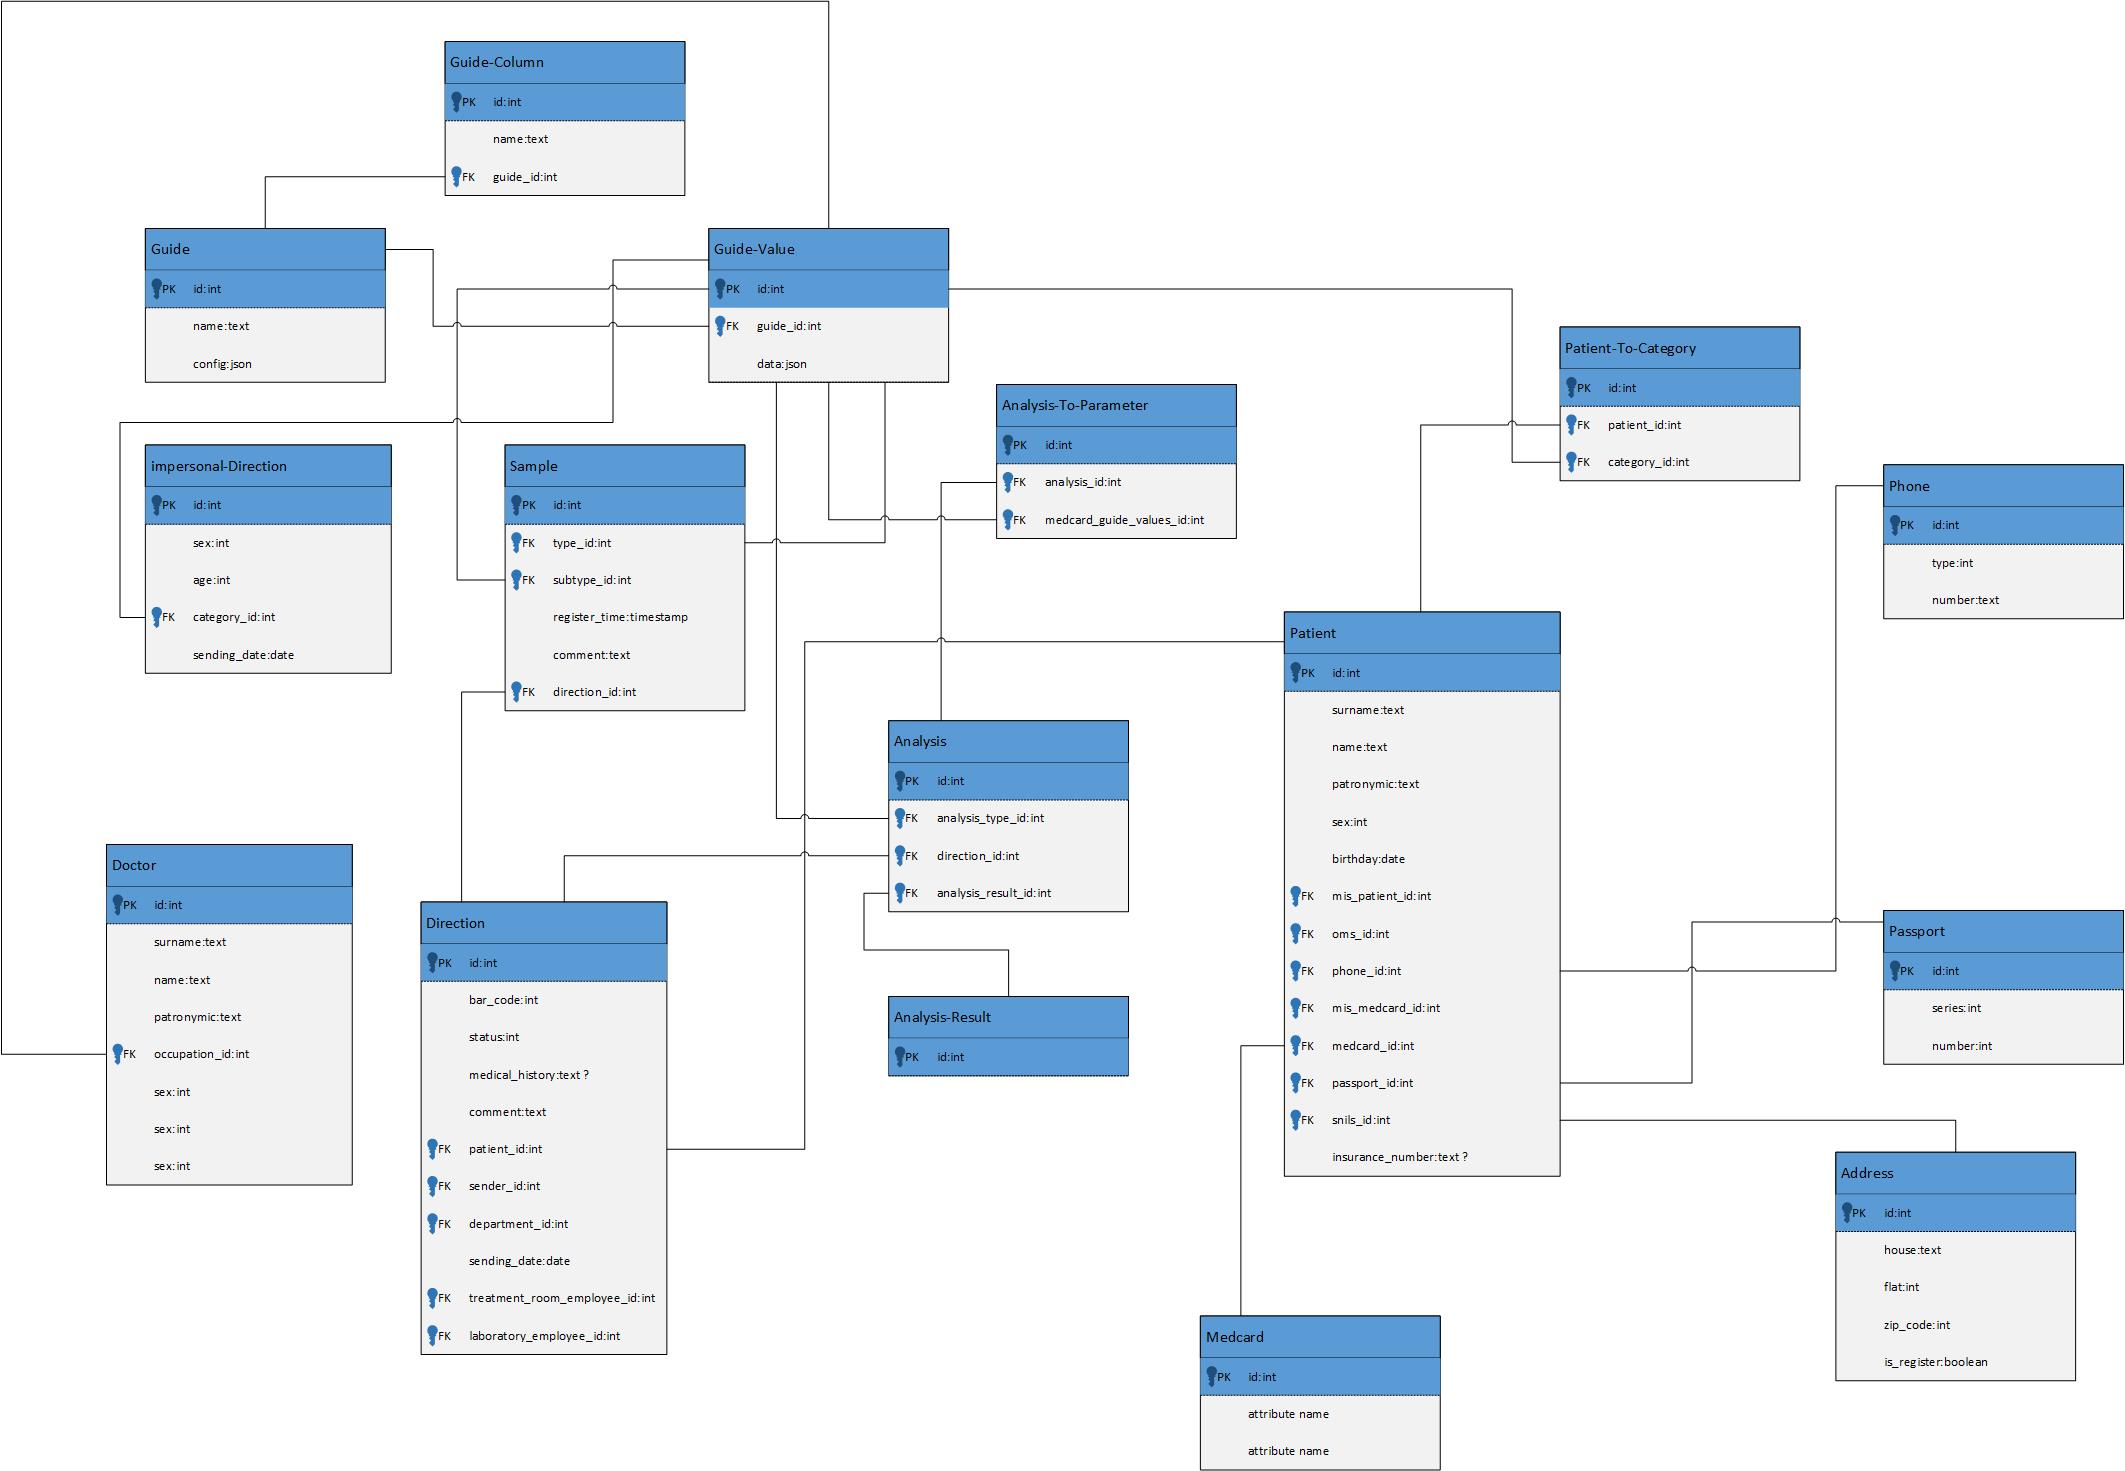 Guide-Column
PK id:int
name:text
FK guide_id:int
Guide
PK id:int
name:text
config:json
Guide-Value
PK id:int
FK guide_id:int
data:json
Patient-To-Category
PK id:int
FK patient_id:int
FK category_id:int
Analysis-To-Parameter
PK id:int
FK analysis_id:int
FK medcard_guide_values_id:int
impersonal-Direction
PK id:int
sex:int
age:int
FK category_id:int
sending_date:date
Sample
PK id:int
FK type_id:int
FK subtype_id:int
register_time:timestamp
comment:text
FK direction_id:int
Phone
PK id:int
type:int
number:text
Patient
PK id:int
surname:text
name:text
patronymic:text
sex:int
birthday:date
FK mis_patient_id:int
FK oms_id:int
FK phone_id:int
FK mis_medcard_id:int
FK medcard_id:int
FK passport_id:int
FK snils_id:int
insurance_number:text ?
Analysis
PK id:int
FK analysis_type_id:int
FK direction_id:int
FK analysis_result_id:int
Doctor
PK id:int
surname:text
name:text
patronymic:text
FK occupation_id:int
sex:int
sex:int
sex:int
Direction
PK id:int
bar_code:int
status:int
medical_history:text ?
comment:text
FK patient_id:int
FK sender_id:int
FK department_id:int
sending_date:date
FK treatment_room_employee_id:int
FK laboratory_employee_id:int
Analysis-Result
PK id:int
Passport
PK id:int
series:int
number:int
Address
PK id:int
house:text
flat:int
zip_code:int
is_register:boolean
Medcard
PK id:int
attribute name
attribute name